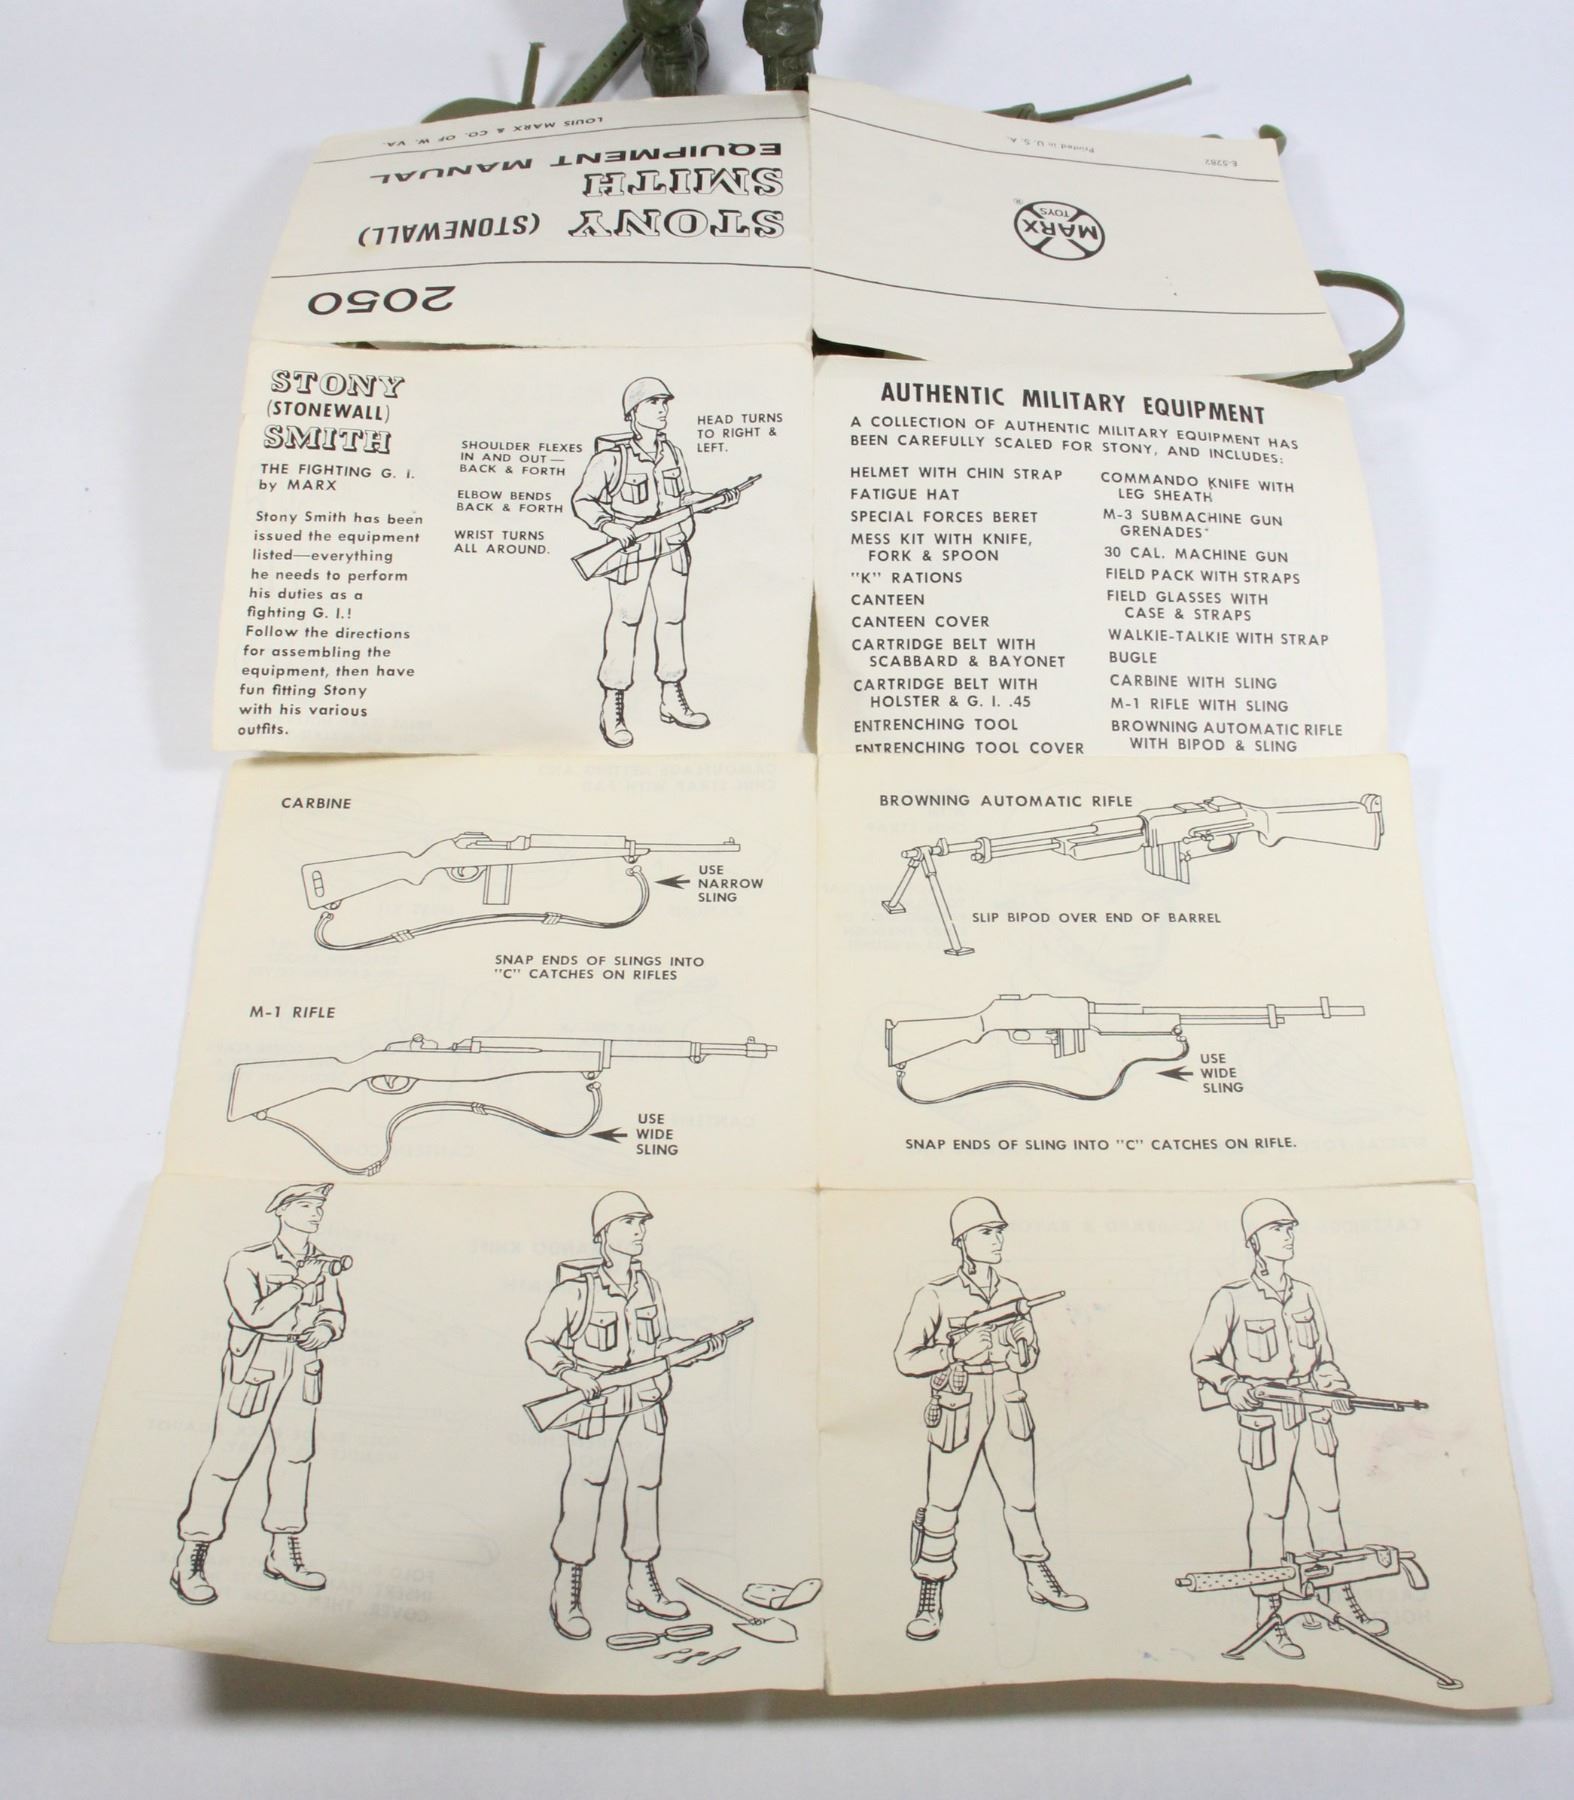 LOUIS MARX & CO. OF W. VA.
EQUIPMENT MANUAL
SMITH
STONY (STONEWALL)
2050
Printed in U. S. A.
E-5282
MARX
TOYS
®
STONY
(STONEWALL)
SMITH
THE FIGHTING G. I.
by MARX
Stony Smith has been
issued the equipment
listed—everything
he needs to perform
his duties as a
fighting G. I.!
Follow the directions
for assembling the
equipment, then have
fun fitting Stony
with his various
outfits.
SHOULDER FLEXES
IN AND OUT—
BACK & FORTH
ELBOW BENDS
BACK & FORTH
WRIST TURNS
ALL AROUND.
HEAD TURNS
TO RIGHT &
LEFT.
AUTHENTIC MILITARY EQUIPMENT
A COLLECTION OF AUTHENTIC MILITARY EQUIPMENT HAS
BEEN CAREFULLY SCALED FOR STONY, AND INCLUDES:
HELMET WITH CHIN STRAP
FATIGUE HAT
SPECIAL FORCES BERET
MESS KIT WITH KNIFE,
FORK & SPOON
"K" RATIONS
CANTEEN
CANTEEN COVER
CARTRIDGE BELT WITH
SCABBARD & BAYONET
CARTRIDGE BELT WITH
HOLSTER & G. I. .45
ENTRENCHING TOOL
ENTRENCHING TOOL COVER
COMMANDO KNIFE WITH
LEG SHEATH
M-3 SUBMACHINE GUN
GRENADES
30 CAL. MACHINE GUN
FIELD PACK WITH STRAPS
FIELD GLASSES WITH
CASE & STRAPS
WALKIE-TALKIE WITH STRAP
BUGLE
CARBINE WITH SLING
M-1 RIFLE WITH SLING
BROWNING AUTOMATIC RIFLE
WITH BIPOD & SLING
CARBINE
USE
NARROW
SLING
SNAP ENDS OF SLINGS INTO
"C" CATCHES ON RIFLES
M-1 RIFLE
USE
WIDE
SLING
BROWNING AUTOMATIC RIFLE
SLIP BIPOD OVER END OF BARREL
USE
WIDE
SLING
SNAP ENDS OF SLING INTO "C" CATCHES ON RIFLE.